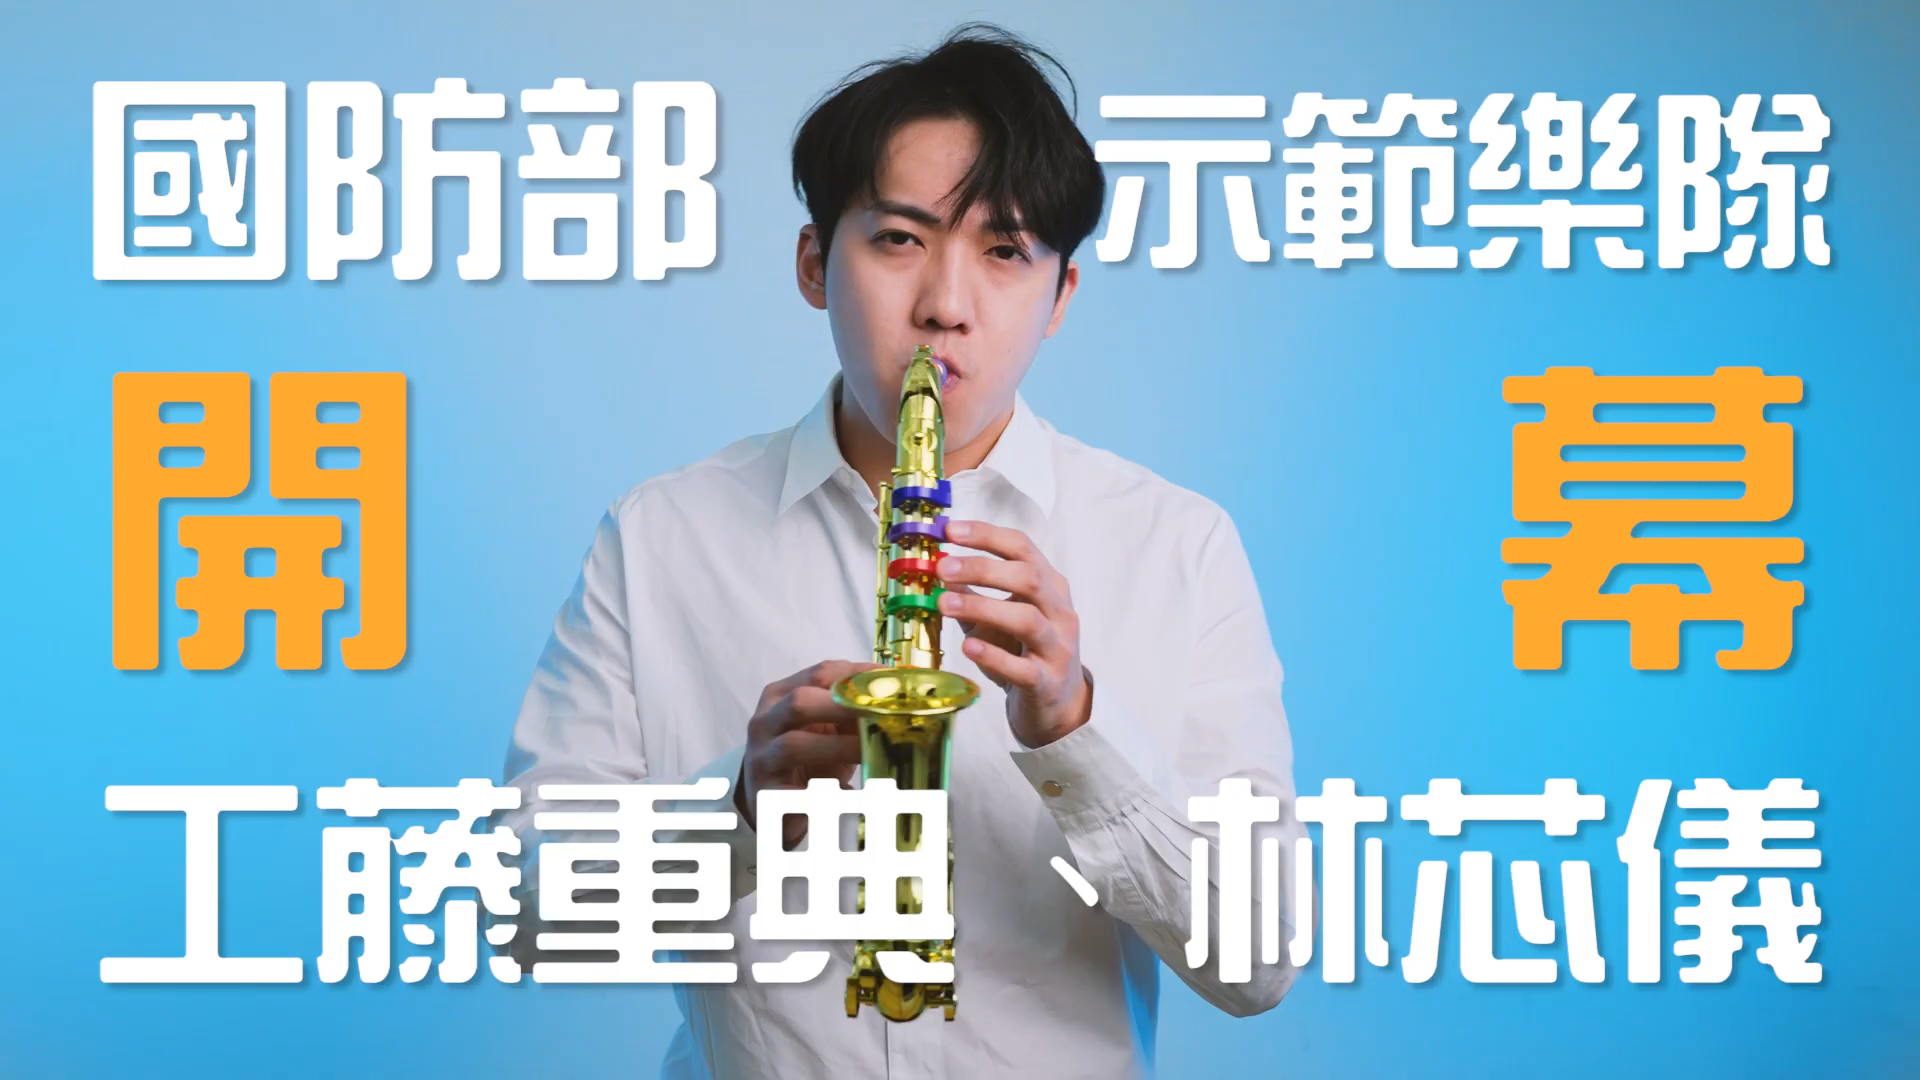 國防部 示範樂隊
開 幕
工藤重典、林芯儀